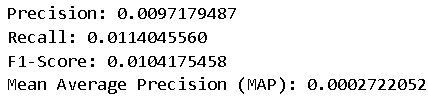 Precision: 0.0097179487
Recall: 0.0114045560
F1-Score: 0.0104175458
Mean Average Precision (MAP): 0.0002722052